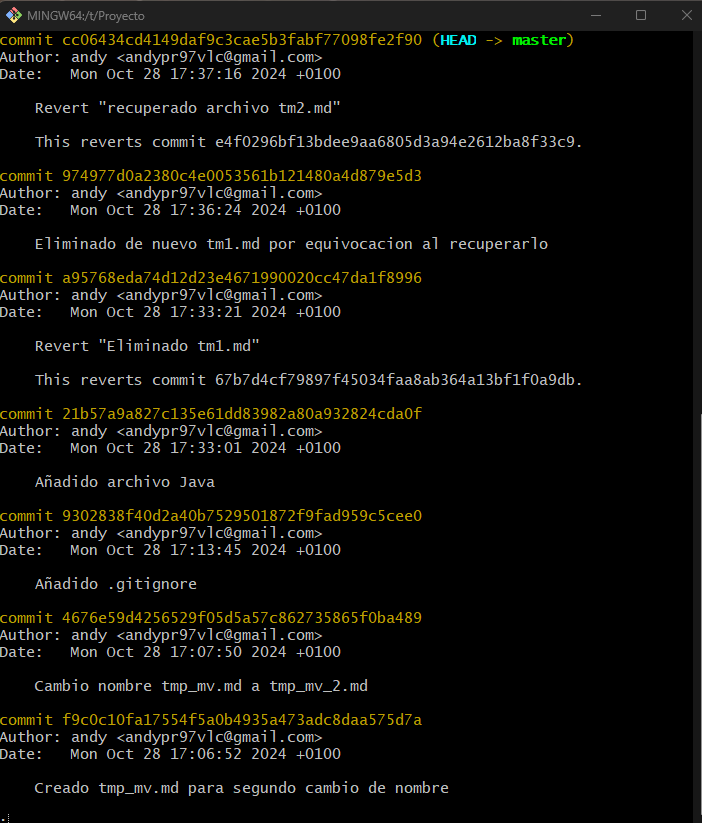 MINGW64:/t/Proyecto
commit cc06434cd4149daf9c3cae5b3fabf77098fe2f90 (HEAD -> master)
Author: andy <andypr97vlc@gmail.com>
Date:   Mon Oct 28 17:37:16 2024 +0100
Revert "recuperado archivo tm2.md"
This reverts commit e4f0296bf13bdee9aa6805d3a94e2612ba8f33c9.
commit 974977d0a2380c4e0053561b121480a4d879e5d3
Author: andy <andypr97vlc@gmail.com>
Date:   Mon Oct 28 17:36:24 2024 +0100
Eliminado de nuevo tm1.md por equivocacion al recuperarlo
commit a95768eda74d12d23e4671990020cc47da1f8996
Author: andy <andypr97vlc@gmail.com>
Date:   Mon Oct 28 17:33:21 2024 +0100
Revert "Eliminado tm1.md"
This reverts commit 67b7d4cf79897f45034faa8ab364a13bf1f0a9db.
commit 21b57a9a827c135e61dd83982a80a932824cda0f
Author: andy <andypr97vlc@gmail.com>
Date:   Mon Oct 28 17:33:01 2024 +0100
Añadido archivo Java
commit 9302838f40d2a40b7529501872f9fad959c5cee0
Author: andy <andypr97vlc@gmail.com>
Date:   Mon Oct 28 17:13:45 2024 +0100
Añadido .gitignore
commit 4676e59d4256529f05d5a57c862735865f0ba489
Author: andy <andypr97vlc@gmail.com>
Date:   Mon Oct 28 17:07:50 2024 +0100
Cambio nombre tmp_mv.md a tmp_mv_2.md
commit f9c0c10fa17554f5a0b4935a473adc8daa575d7a
Author: andy <andypr97vlc@gmail.com>
Date:   Mon Oct 28 17:06:52 2024 +0100
Creado tmp_mv.md para segundo cambio de nombre